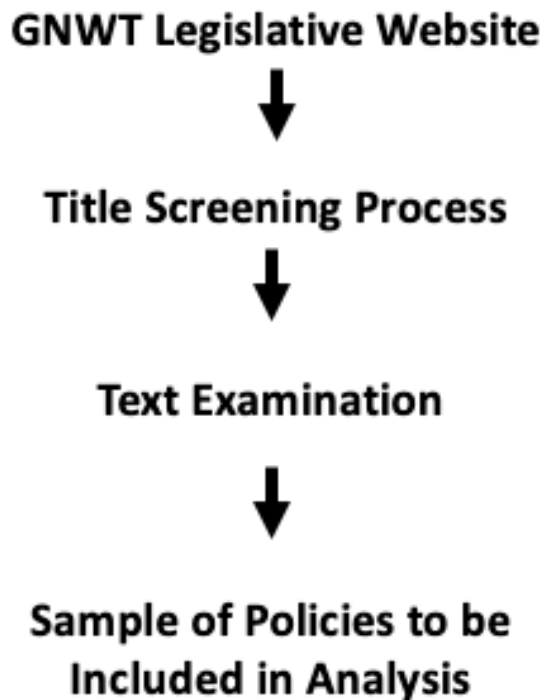 GNWT Legislative Website
Title Screening Process
Text Examination
Sample of Policies to be
Included in Analysis